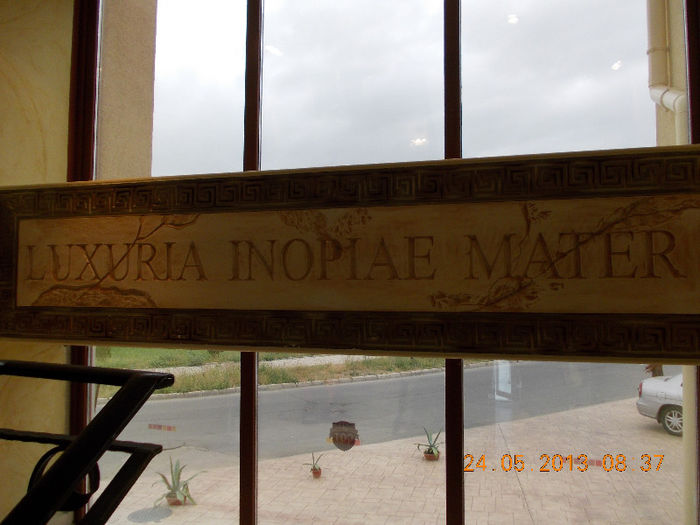 LUXURIA INOPIAE MATER
24.05.2013 08:37